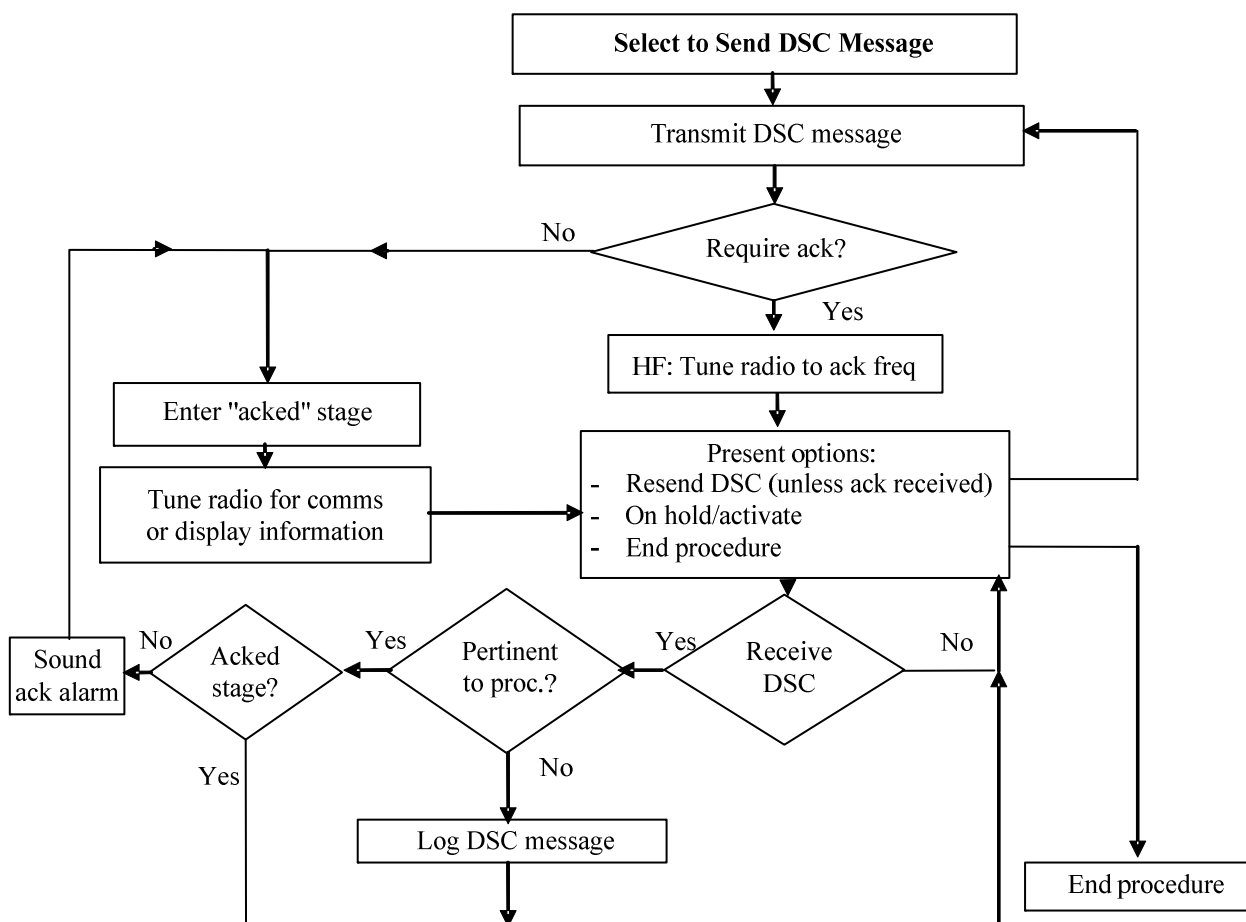 Select to Send DSC Message
Transmit DSC message
No
Require ack?
Yes
HF: Tune radio to ack freq
Enter "acked" stage
Tune radio for comms
or display information
Present options:
- Resend DSC (unless ack received)
- On hold/activate
- End procedure
No
Sound
ack alarm
Acked
stage?
Yes
Pertinent
to proc.?
Yes
Receive
DSC
No
Yes
No
Log DSC message
End procedure